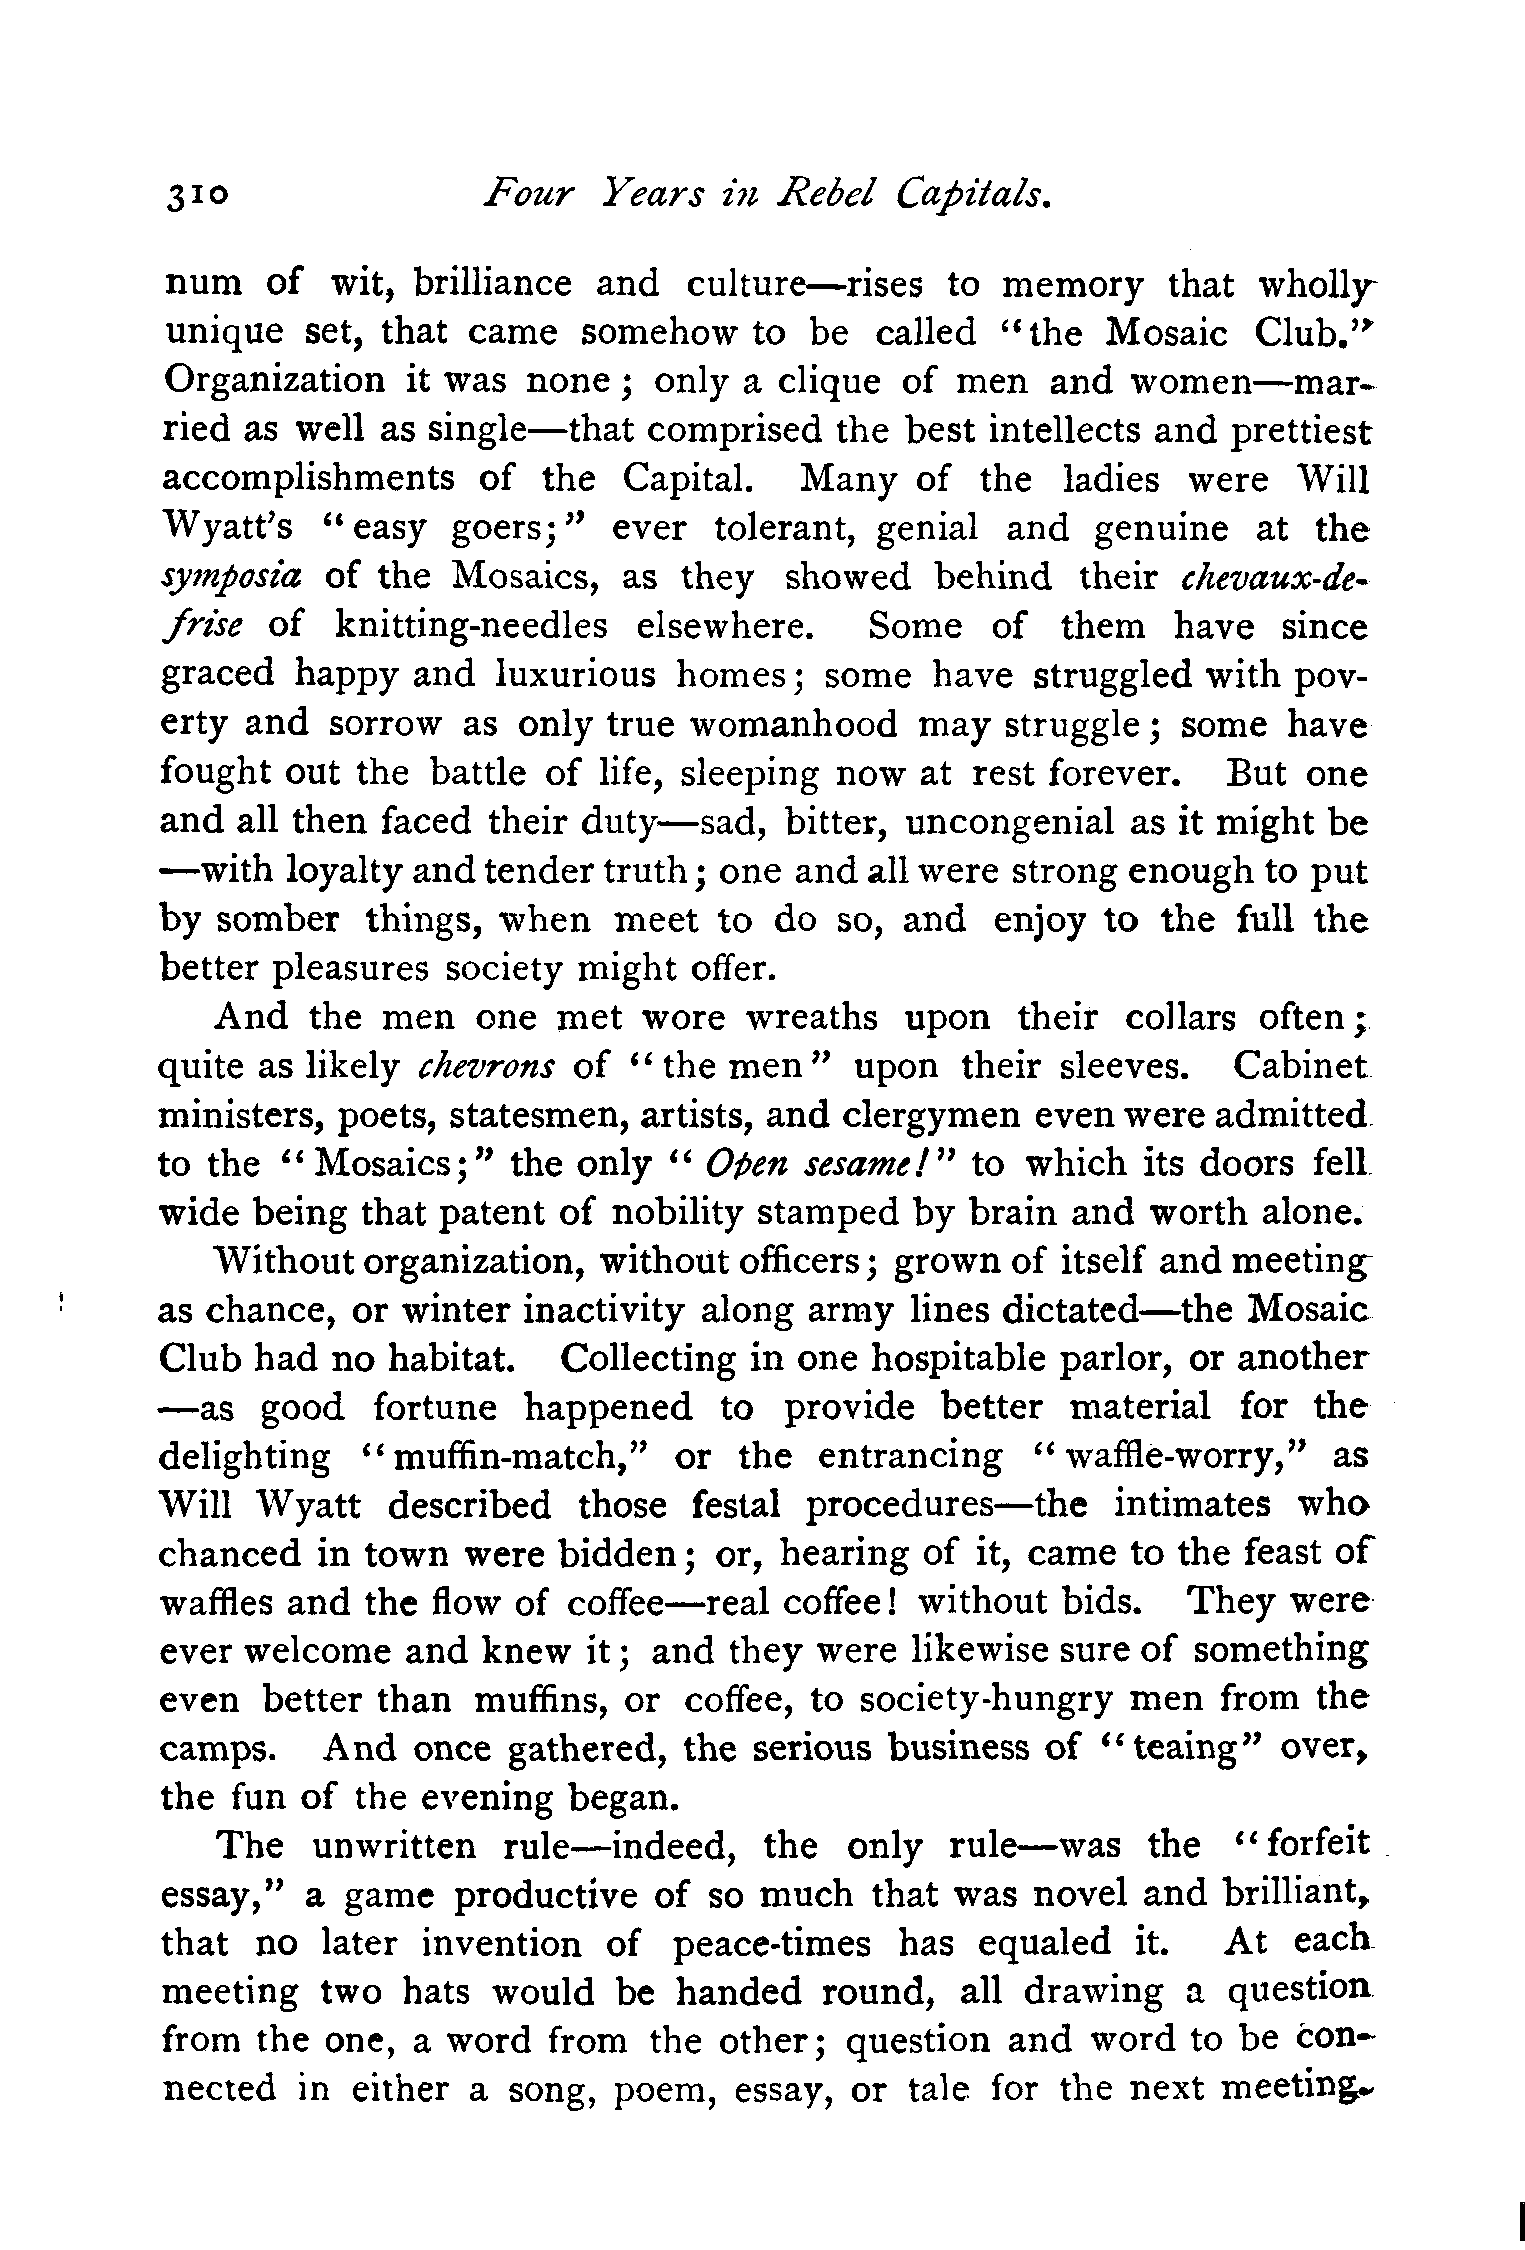 310 Four Years in Rebel Capitals.
num of wit, brilliance and culture—rises to memory that wholly
unique set, that came somehow to be called "the Mosaic Club."
Organization it was none; only a clique of men and women—mar-
ried as well as single—that comprised the best intellects and prettiest
accomplishments of the Capital. Many of the ladies were Will
Wyatt's "easy goers;" ever tolerant, genial and genuine at the
symposia of the Mosaics, as they showed behind their chevaux-de-
frise of knitting-needles elsewhere. Some of them have since
graced happy and luxurious homes; some have struggled with pov-
erty and sorrow as only true womanhood may struggle; some have
fought out the battle of life, sleeping now at rest forever. But one
and all then faced their duty—sad, bitter, uncongenial as it might be
—with loyalty and tender truth; one and all were strong enough to put
by somber things, when meet to do so, and enjoy to the full the
better pleasures society might offer.
And the men one met wore wreaths upon their collars often;
quite as likely chevrons of "the men" upon their sleeves. Cabinet
ministers, poets, statesmen, artists, and clergymen even were admitted
to the "Mosaics;" the only "Open sesame!" to which its doors fell
wide being that patent of nobility stamped by brain and worth alone.
Without organization, without officers; grown of itself and meeting
as chance, or winter inactivity along army lines dictated—the Mosaic
Club had no habitat. Collecting in one hospitable parlor, or another
—as good fortune happened to provide better material for the
delighting "muffin-match," or the entrancing "waffle-worry," as
Will Wyatt described those festal procedures—the intimates who
chanced in town were bidden; or, hearing of it, came to the feast of
waffles and the flow of coffee—real coffee! without bids. They were
ever welcome and knew it; and they were likewise sure of something
even better than muffins, or coffee, to society-hungry men from the
camps. And once gathered, the serious business of "teaing" over,
the fun of the evening began.
The unwritten rule—indeed, the only rule—was the "forfeit
essay," a game productive of so much that was novel and brilliant,
that no later invention of peace-times has equaled it. At each
meeting two hats would be handed round, all drawing a question
from the one, a word from the other; question and word to be con-
nected in either a song, poem, essay, or tale for the next meeting.